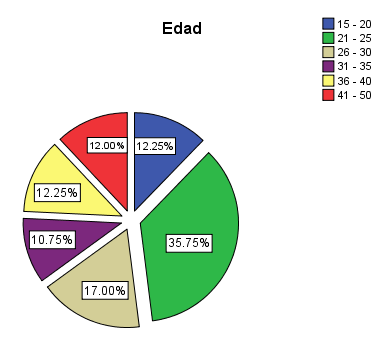 Edad
15 - 20
21 - 25
26 - 30
31 - 35
36 - 40
41 - 50
12.00%
12.25%
35.75%
12.25%
10.75%
17.00%